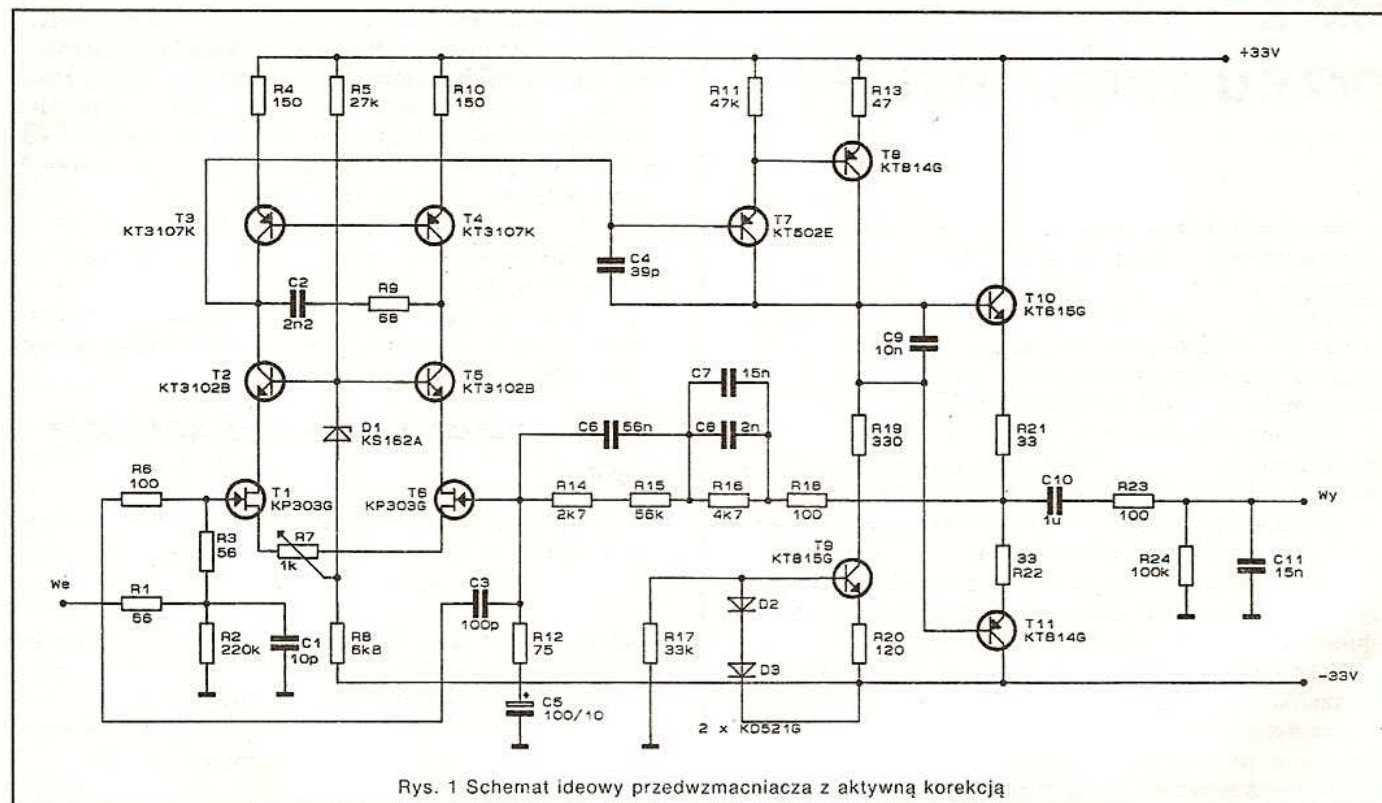 +33V
R4
150
R5
27k
R10
150
R11
47k
R13
47
T8
KT814G
T3
KT3107K
T4
KT3107K
T7
KT502E
C4
39p
C2
2n2
R9
68
T10
KT815G
C9
10n
T2
KT3102B
T5
KT3102B
C7
15n
D1
KS162A
C6
56n
C8
2n
R19
330
R21
33
R6
100
T1
KP303G
T6
KP303G
R14
2k7
R15
56k
R16
4k7
R18
100
C10
1u
R23
100
Wy
R3
56
R7
1k
T9
KT815G
33
R22
R24
100k
C11
15n
We
R1
56
C3
100p
D2
T11
KT814G
R2
220k
C1
10p
R8
6k8
R12
75
R17
33k
D3
R20
120
-33V
+
C5
100/10
2 x KD521G
Rys. 1 Schemat ideowy przedwzmacniacza z aktywną korekcją